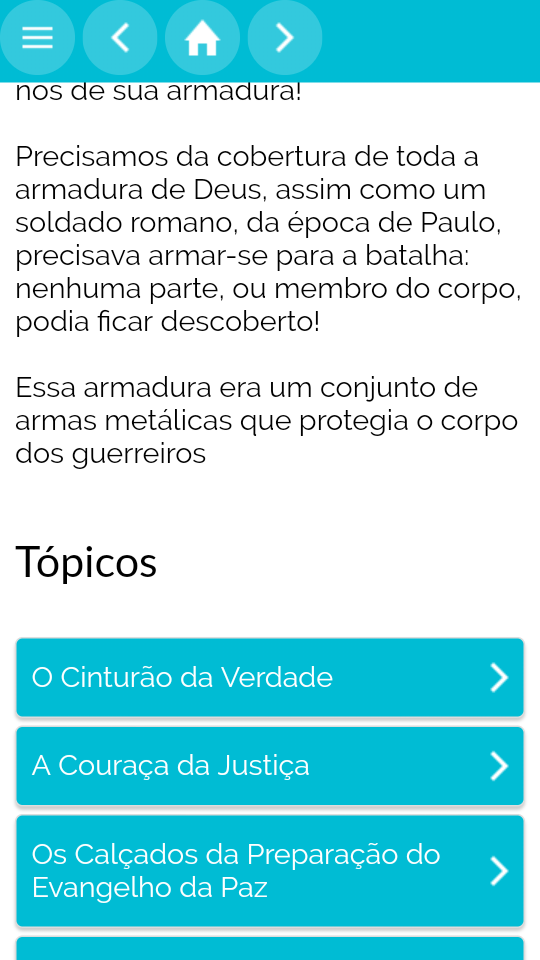 nos de sua armadura!
Precisamos da cobertura de toda a
armadura de Deus, assim como um
soldado romano, da época de Paulo,
precisava armar-se para a batalha:
nenhuma parte, ou membro do corpo,
podia ficar descoberto!
Essa armadura era um conjunto de
armas metálicas que protegia o corpo
dos guerreiros
Tópicos
O Cinturão da Verdade
A Couraça da Justiça
Os Calçados da Preparação do
Evangelho da Paz